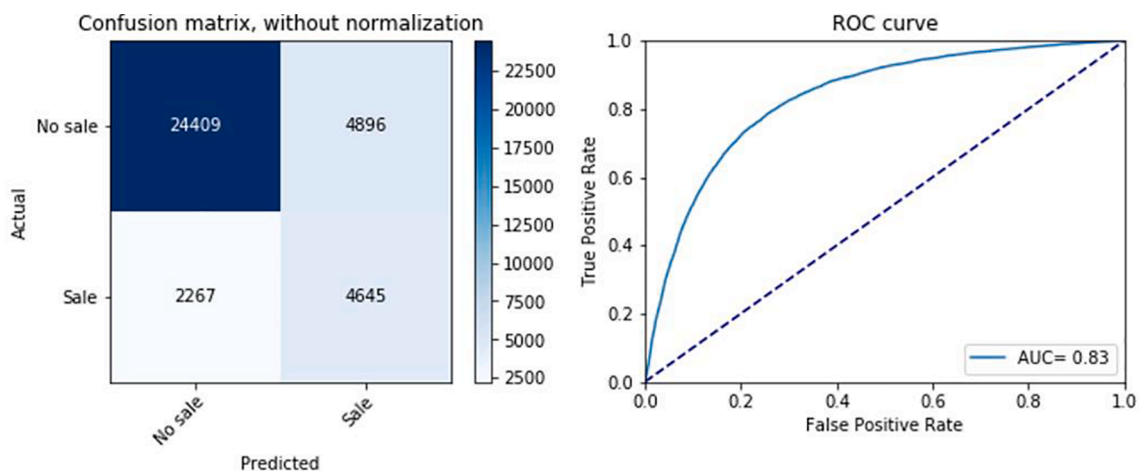 Confusion matrix, without normalization
No sale
Sale
Actual
24409
4896
2267
4645
No sale
Sale
Predicted
22500
20000
17500
15000
12500
10000
7500
5000
2500
ROC curve
True Positive Rate
1.0
0.8
0.6
0.4
0.2
0.0
0.0
0.2
0.4
0.6
0.8
1.0
False Positive Rate
AUC= 0.83